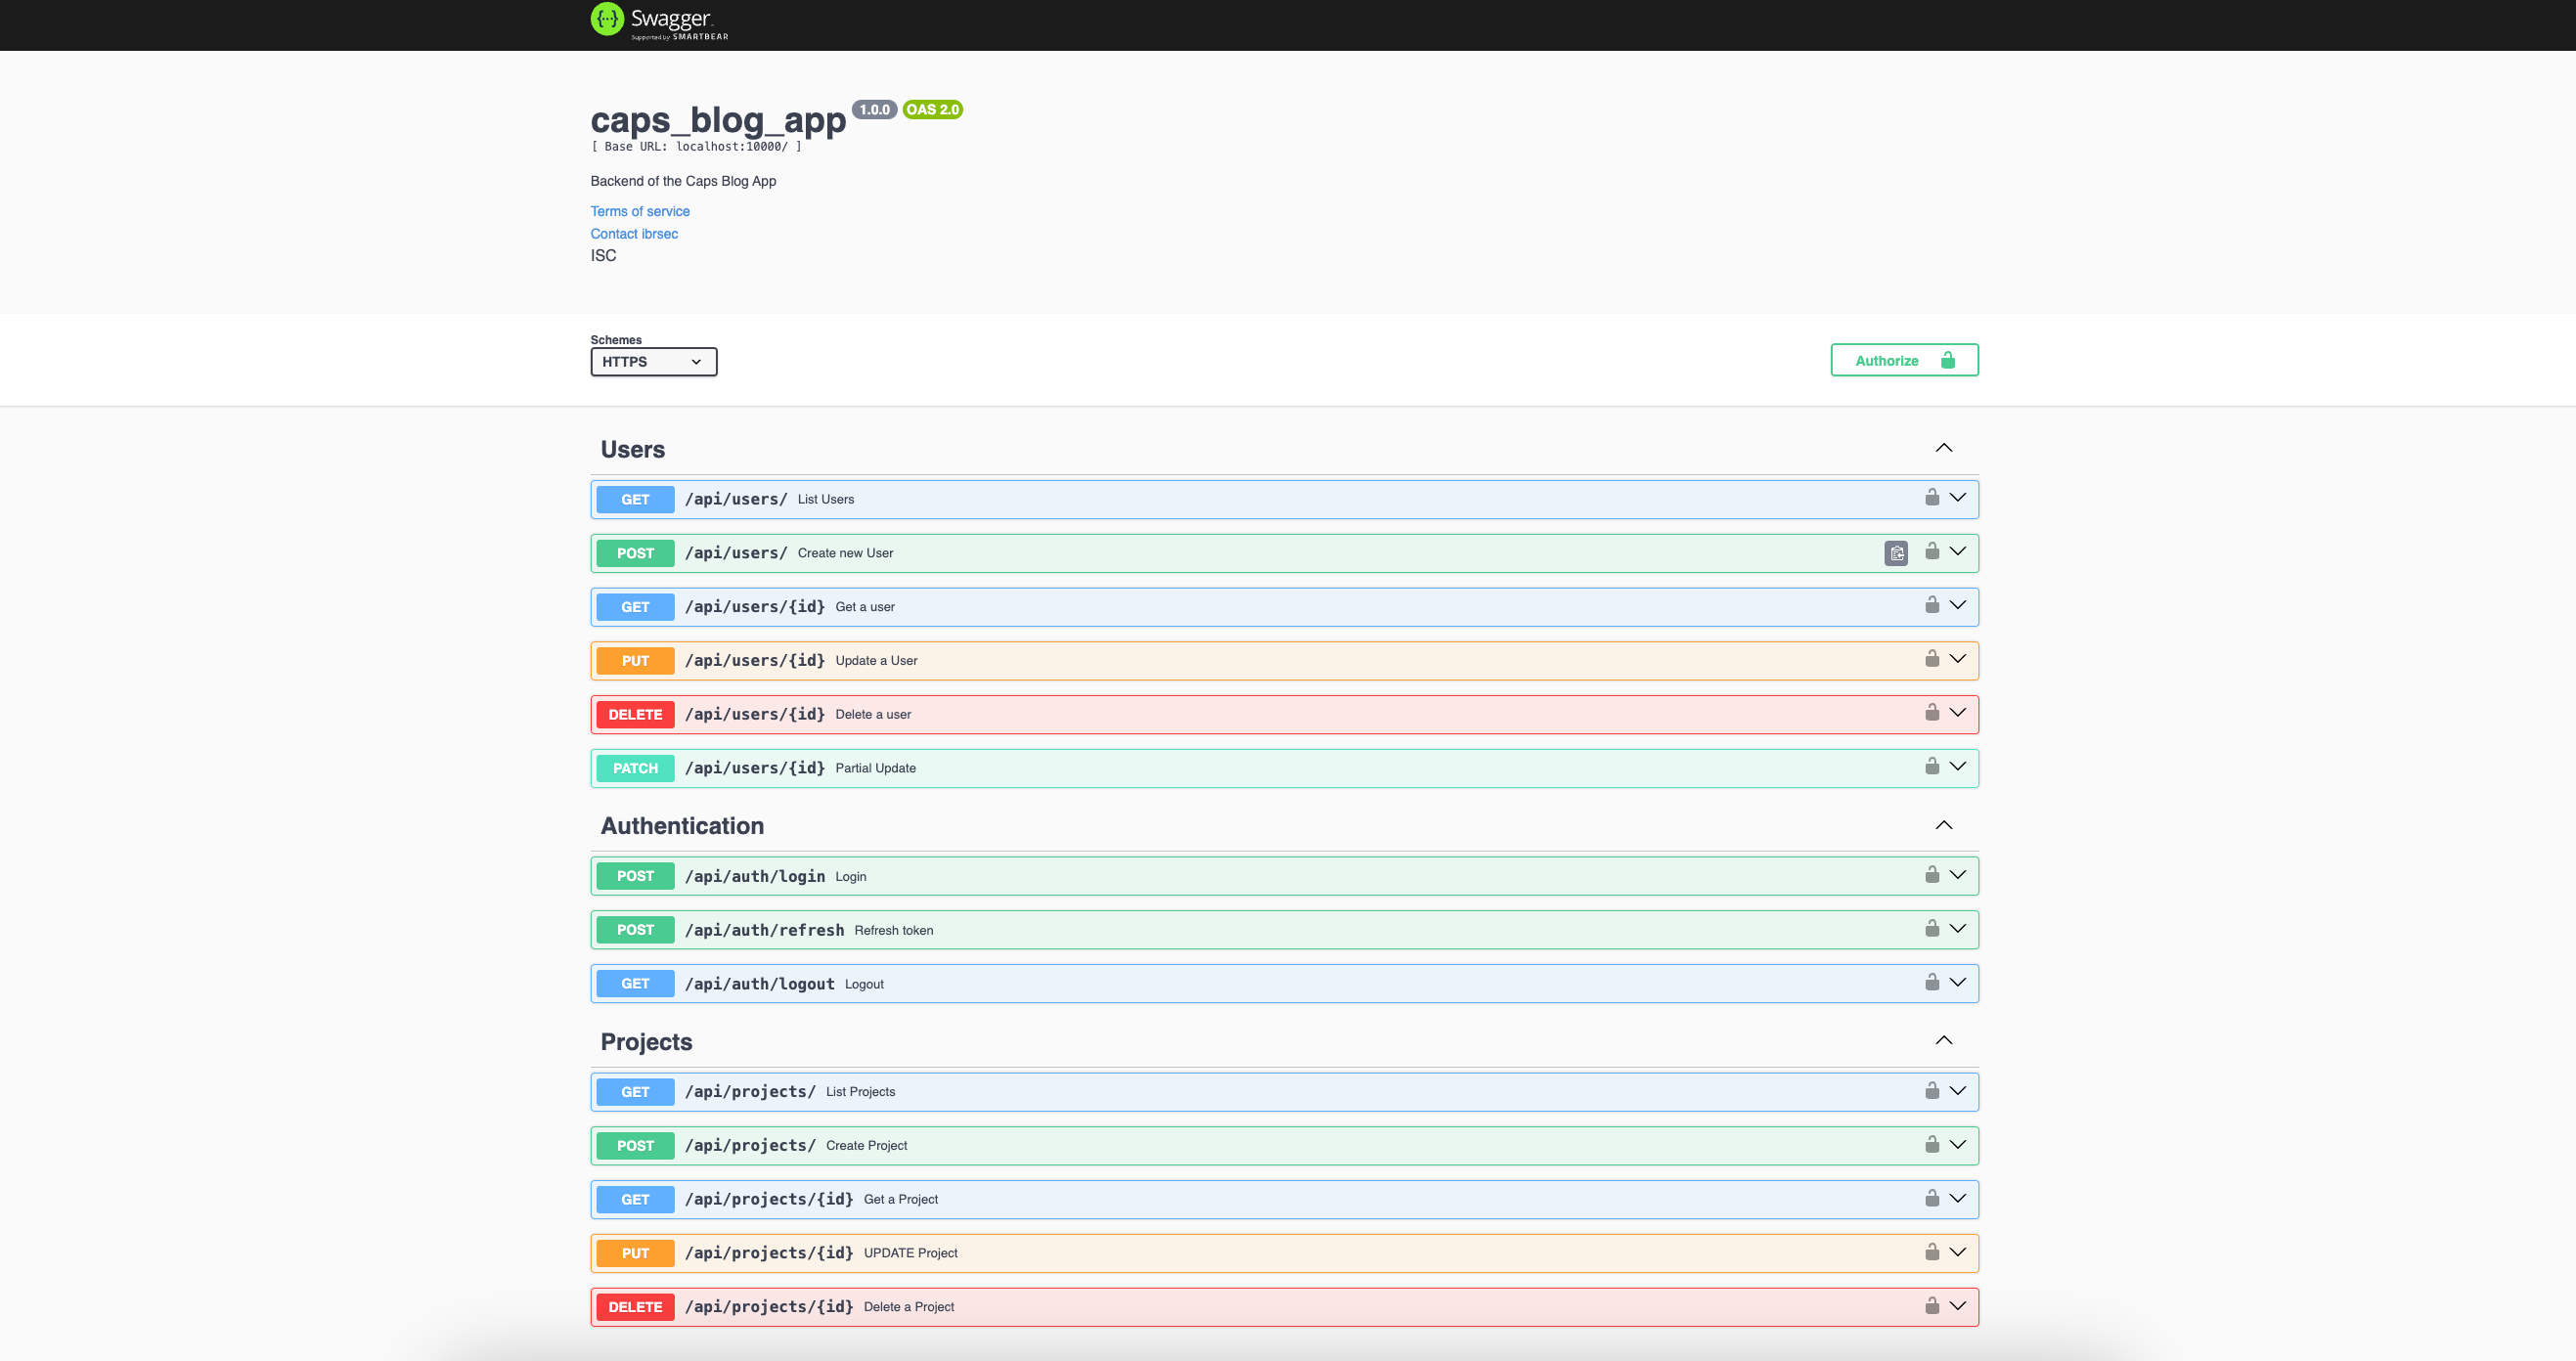 Swagger
Supported by SMARTBEAR
caps_blog_app 1.0.0 OAS 2.0
[ Base URL: localhost:10000/ ]
Backend of the Caps Blog App
Terms of service
Contact ibrsec
ISC
Schemes
HTTPS
Authorize
Users
GET /api/users/ List Users
POST /api/users/ Create new User
GET /api/users/{id} Get a user
PUT /api/users/{id} Update a User
DELETE /api/users/{id} Delete a user
PATCH /api/users/{id} Partial Update
Authentication
POST /api/auth/login Login
POST /api/auth/refresh Refresh token
GET /api/auth/logout Logout
Projects
GET /api/projects/ List Projects
POST /api/projects/ Create Project
GET /api/projects/{id} Get a Project
PUT /api/projects/{id} UPDATE Project
DELETE /api/projects/{id} Delete a Project